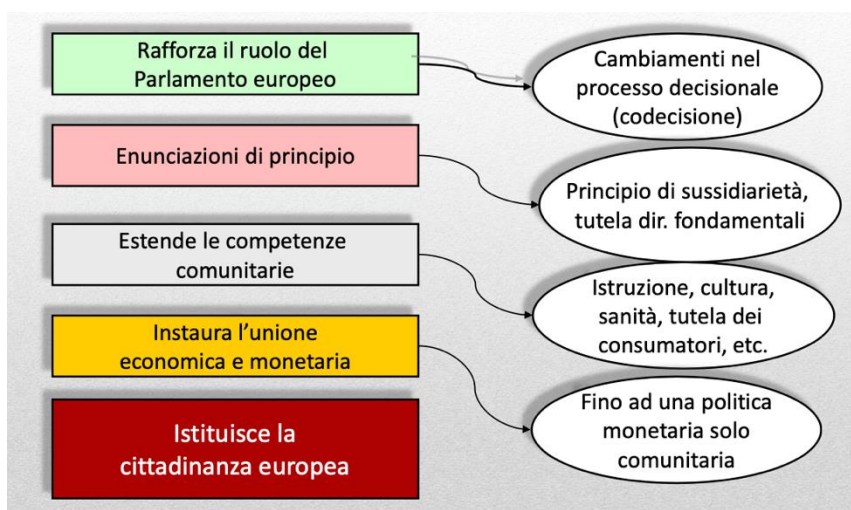 Rafforza il ruolo del
Parlamento europeo
Cambiamenti nel
processo decisionale
(codecisione)
Enunciazioni di principio
Principio di sussidiarietà,
tutela dir. fondamentali
Estende le competenze
comunitarie
Istruzione, cultura,
sanità, tutela dei
consumatori, etc.
Instaura l’unione
economica e monetaria
Fino ad una politica
monetaria solo
comunitaria
Istituisce la
cittadinanza europea